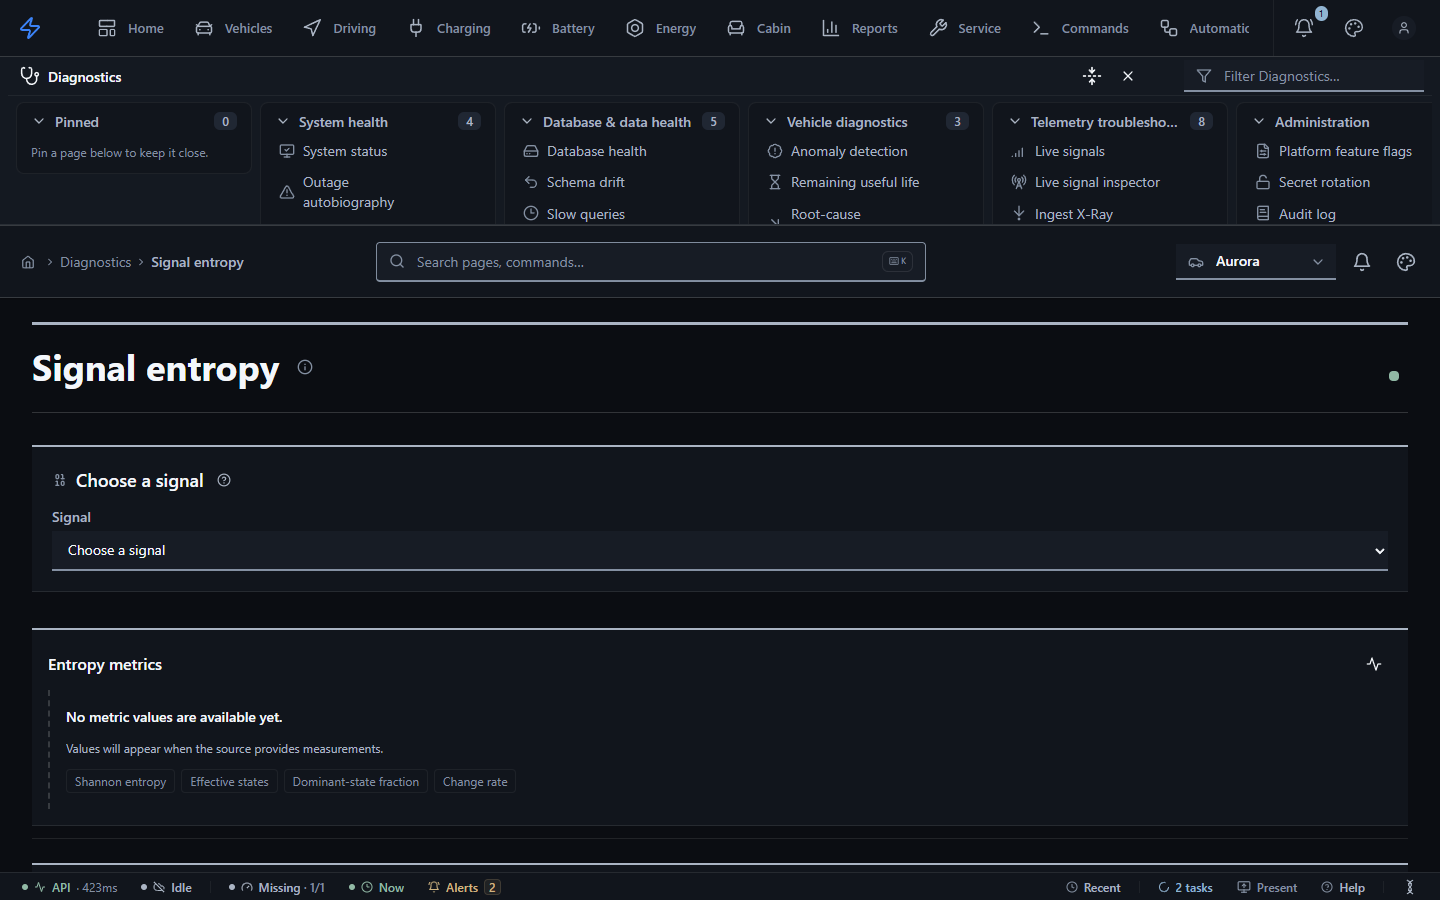 Home
Vehicles
Driving
Charging
Battery
Energy
Cabin
Reports
Service
Commands
Automatic
1
Diagnostics
Filter Diagnostics...
Pinned 0
Pin a page below to keep it close.
System health 4
System status
Outage
autobiography
Database & data health 5
Database health
Schema drift
Slow queries
Vehicle diagnostics 3
Anomaly detection
Remaining useful life
Root-cause
Telemetry troublesho... 8
Live signals
Live signal inspector
Ingest X-Ray
Administration
Platform feature flags
Secret rotation
Audit log
Diagnostics
Signal entropy
Search pages, commands...
K
Aurora
Signal entropy
Choose a signal
Signal
Choose a signal
Entropy metrics
No metric values are available yet.
Values will appear when the source provides measurements.
Shannon entropy
Effective states
Dominant-state fraction
Change rate
API · 423ms
Idle
Missing · 1/1
Now
Alerts 2
Recent
2 tasks
Present
Help